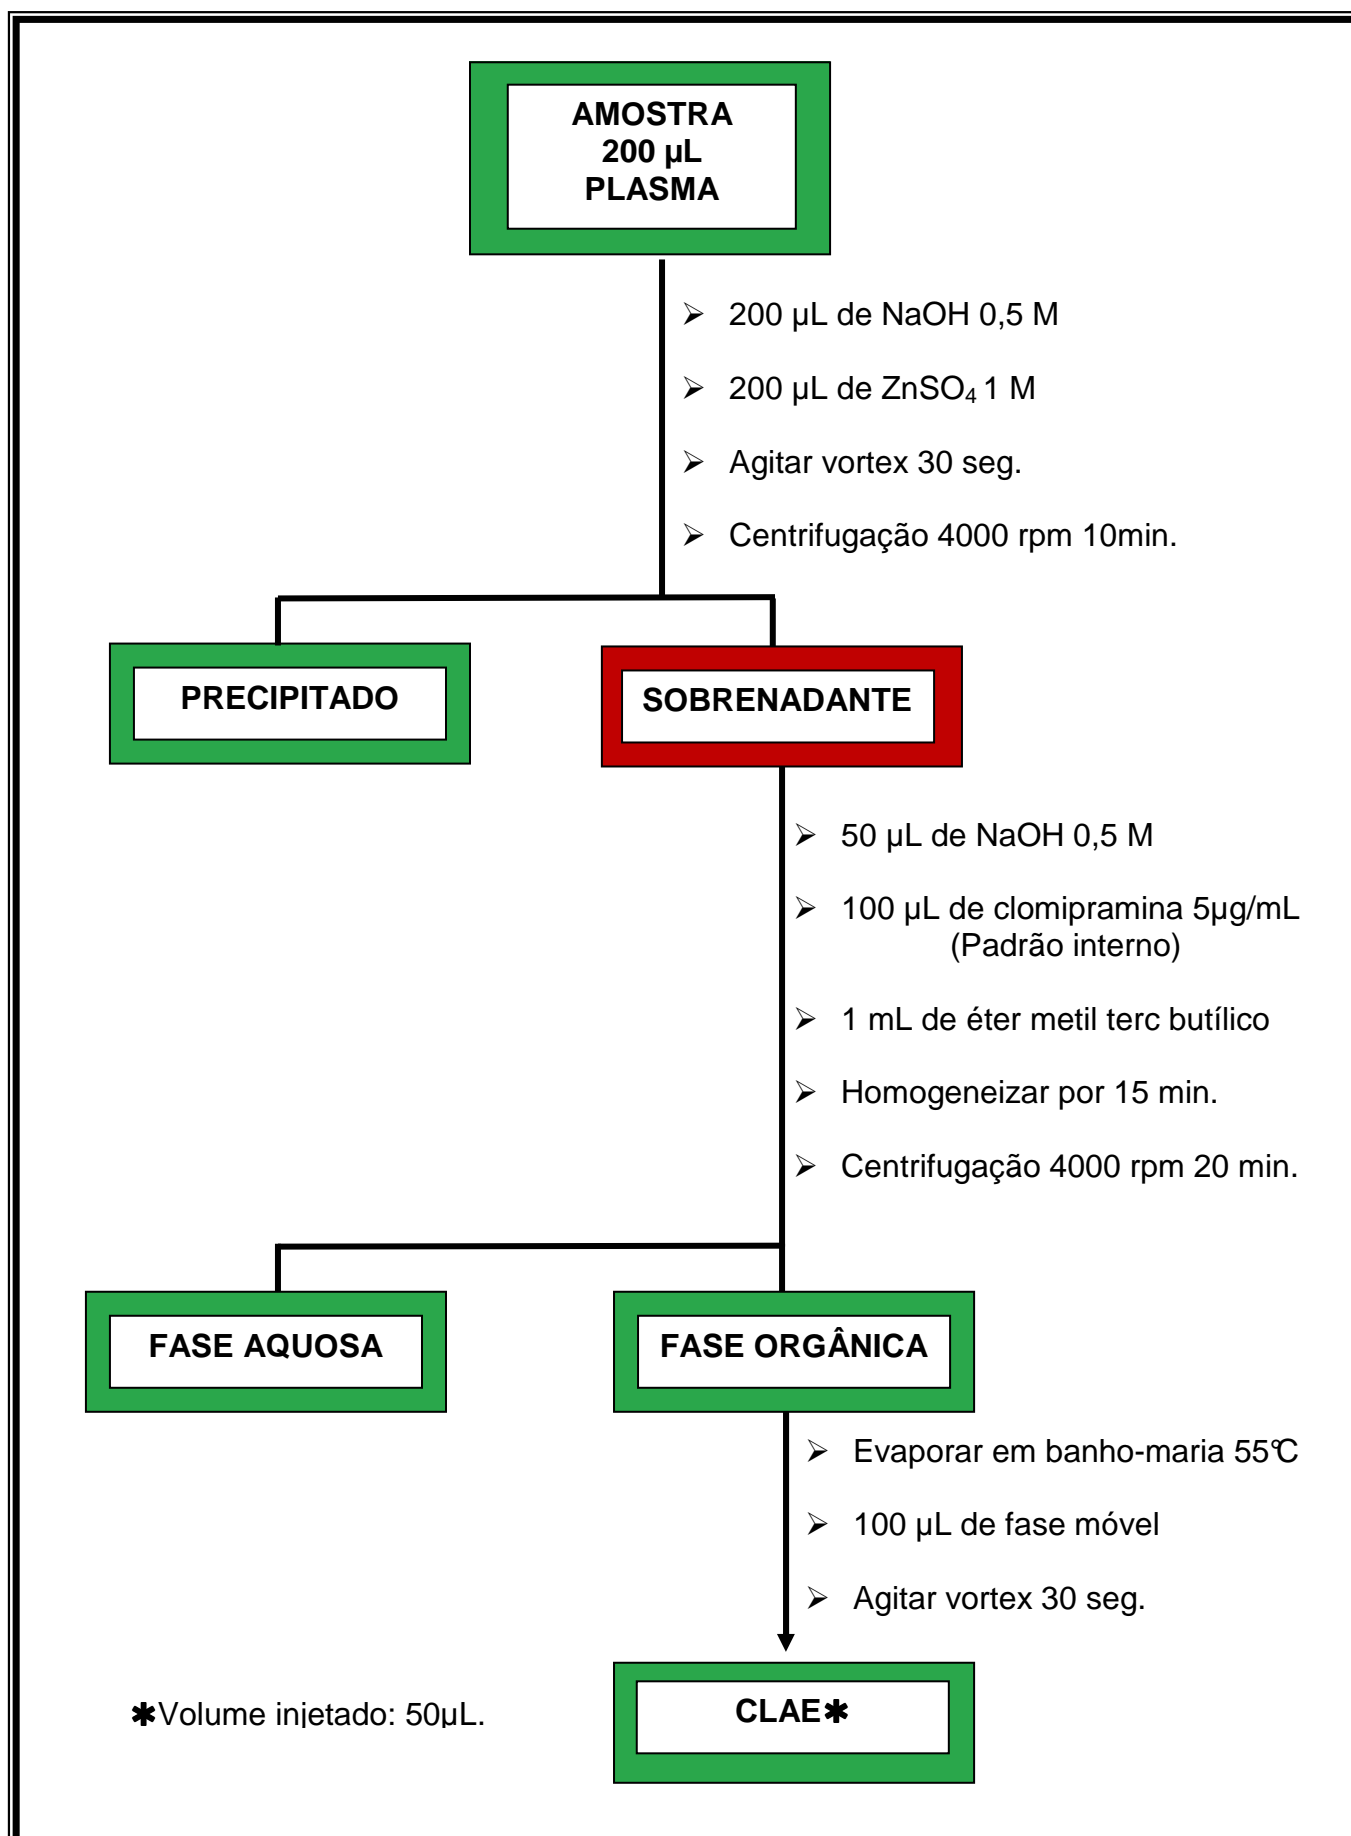 AMOSTRA
200 µL
PLASMA
➢ 200 µL de NaOH 0,5 M
➢ 200 µL de ZnSO₄ 1 M
➢ Agitar vortex 30 seg.
➢ Centrifugação 4000 rpm 10min.
PRECIPITADO
SOBRENADANTE
➢ 50 µL de NaOH 0,5 M
➢ 100 µL de clomipramina 5µg/mL
(Padrão interno)
➢ 1 mL de éter metil terc butílico
➢ Homogeneizar por 15 min.
➢ Centrifugação 4000 rpm 20 min.
FASE AQUOSA
FASE ORGÂNICA
➢ Evaporar em banho-maria 55°C
➢ 100 µL de fase móvel
➢ Agitar vortex 30 seg.
CLAE✱
✱Volume injetado: 50µL.